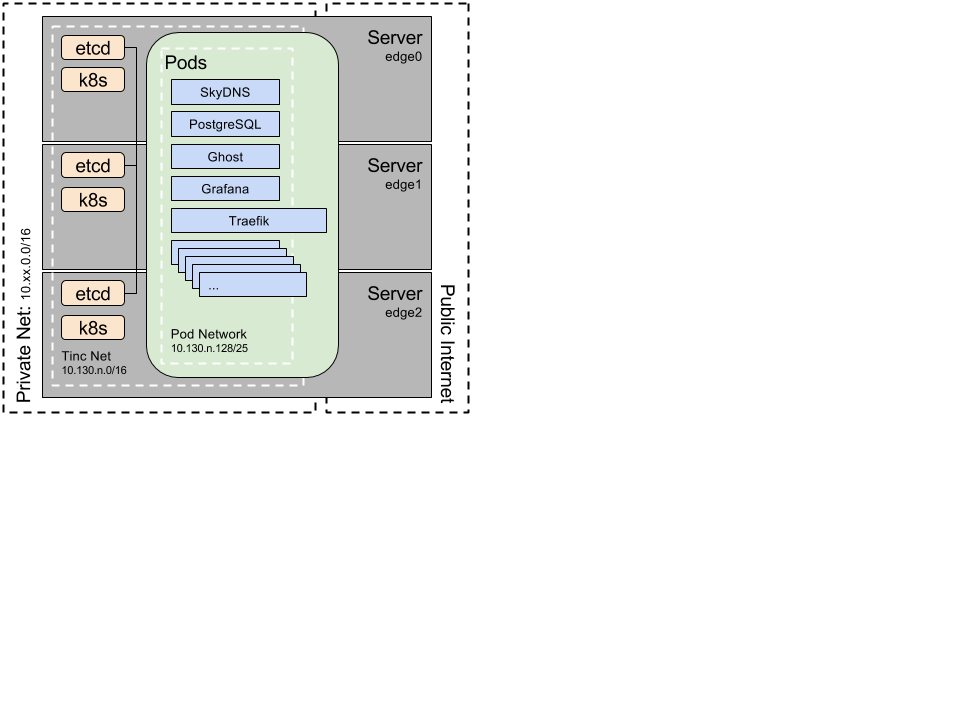 Server
edge0
etcd
k8s
Pods
SkyDNS
PostgreSQL
Ghost
Grafana
Traefik
...
Pod Network
10.130.n.128/25
Server
edge1
etcd
k8s
Server
edge2
etcd
k8s
Tinc Net
10.130.n.0/16
Private Net: 10.xx.0.0/16
Public Internet